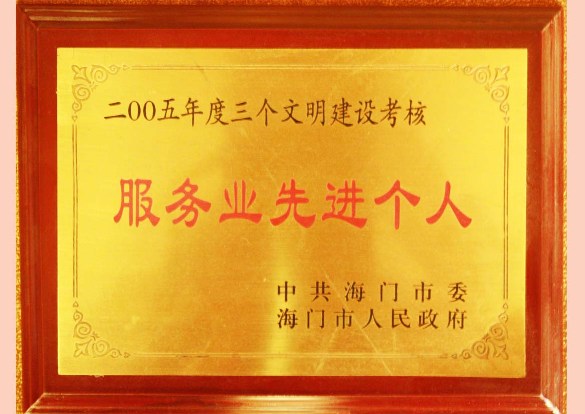 二00五年度三个文明建设考核
服务业先进个人
中共海门市委
海门市人民政府